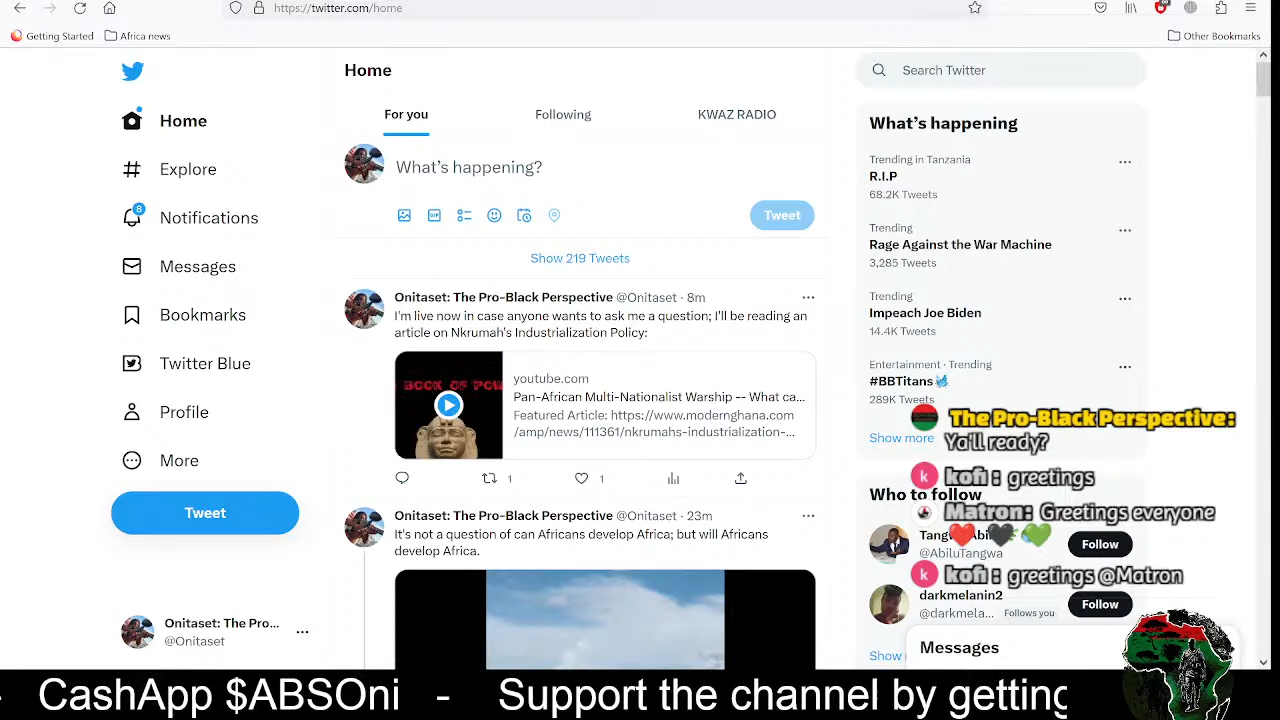 https://twitter.com/home
Getting Started
Africa news
Other Bookmarks
Home
Explore
8
Notifications
Messages
Bookmarks
Twitter Blue
Profile
More
Tweet
Onitaset: The Pro...
@Onitaset
Home
For you
Following
KWAZ RADIO
What's happening?
GIF
Tweet
Show 219 Tweets
Onitaset: The Pro-Black Perspective @Onitaset · 8m
I'm live now in case anyone wants to ask me a question; I'll be reading an
article on Nkrumah's Industrialization Policy:
youtube.com
Pan-African Multi-Nationalist Warship -- What ca...
Featured Article: https://www.modernghana.com
/amp/news/111361/nkrumahs-industrialization-...
1
1
Onitaset: The Pro-Black Perspective @Onitaset · 23m
It's not a question of can Africans develop Africa; but will Africans
develop Africa.
Search Twitter
What's happening
Trending in Tanzania
R.I.P
68.2K Tweets
Trending
Rage Against the War Machine
3,285 Tweets
Trending
Impeach Joe Biden
14.4K Tweets
Entertainment · Trending
#BBTitans
289K Tweets
Show more
Who to follow
@AbiluTangwa
Follow
darkmelanin2
@darkmela... Follows you
Follow
Show
Messages
The Pro-Black Perspective:
Ya'll ready?
k kofi : greetings
Matron: Greetings everyone
❤️ 🖤 💚
k kofi : greetings @Matron
- CashApp $ABSOni - Support the channel by getting